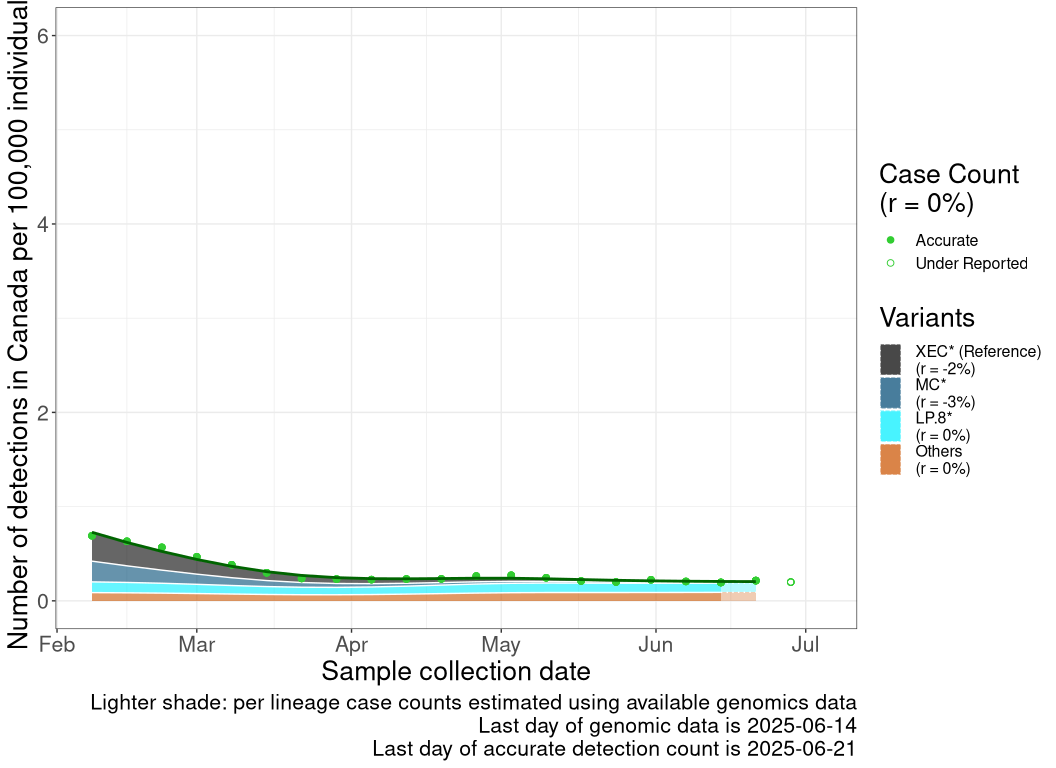 Number of detections in Canada per 100,000 individual
6
4
2
0
Feb
Mar
Apr
May
Jun
Jul
Sample collection date
Lighter shade: per lineage case counts estimated using available genomics data
Last day of genomic data is 2025-06-14
Last day of accurate detection count is 2025-06-21
Case Count
(r = 0%)
Accurate
Under Reported
Variants
XEC* (Reference)
(r = -2%)
MC*
(r = -3%)
LP.8*
(r = 0%)
Others
(r = 0%)